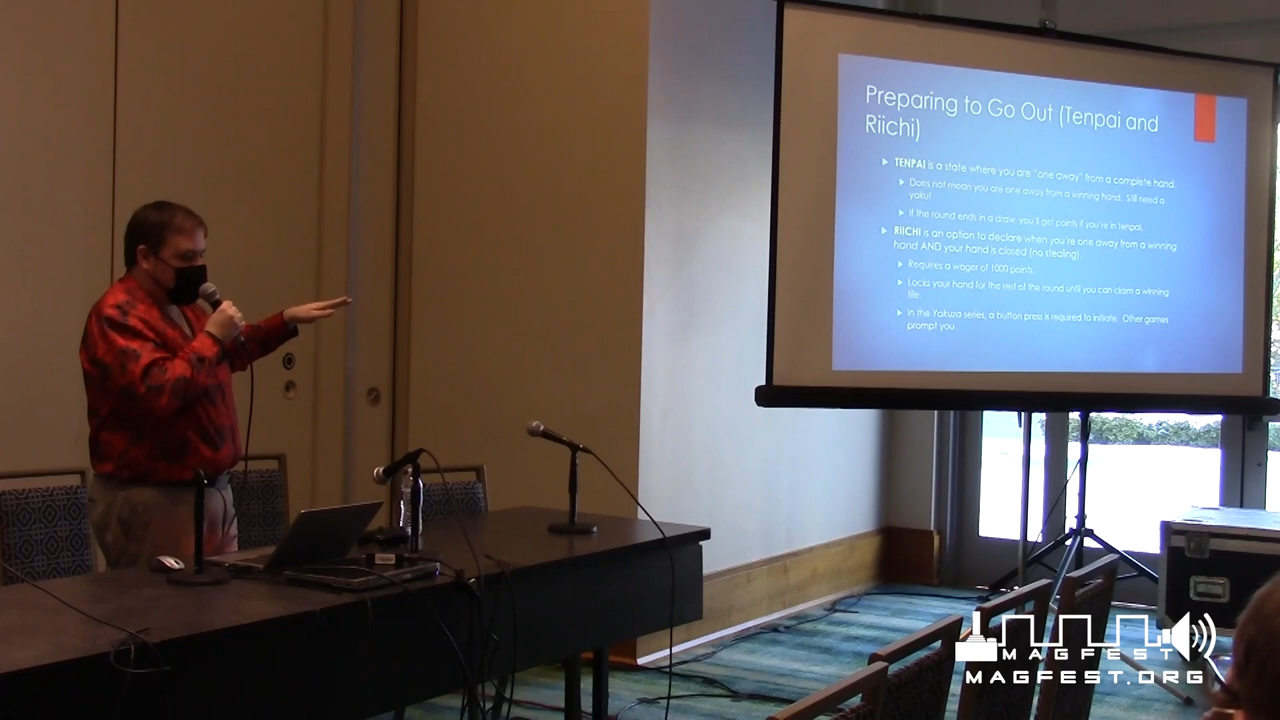 Preparing to Go Out (Tenpai and
Riichi)
TENPAI is a state where you are "one away" from a complete hand.
Does not mean you are one away from a winning hand. Still need a
yaku!
If the round ends in a draw, you'll get points if you're in tenpai.
RIICHI is an option to declare when you're one away from a winning
hand AND your hand is closed (no stealing).
Requires a wager of 1000 points.
Locks your hand for the rest of the round until you can claim a winning
tile.
In the Yakuza series, a button press is required to initiate. Other games
prompt you.
MAGFEST
MAGFEST.ORG